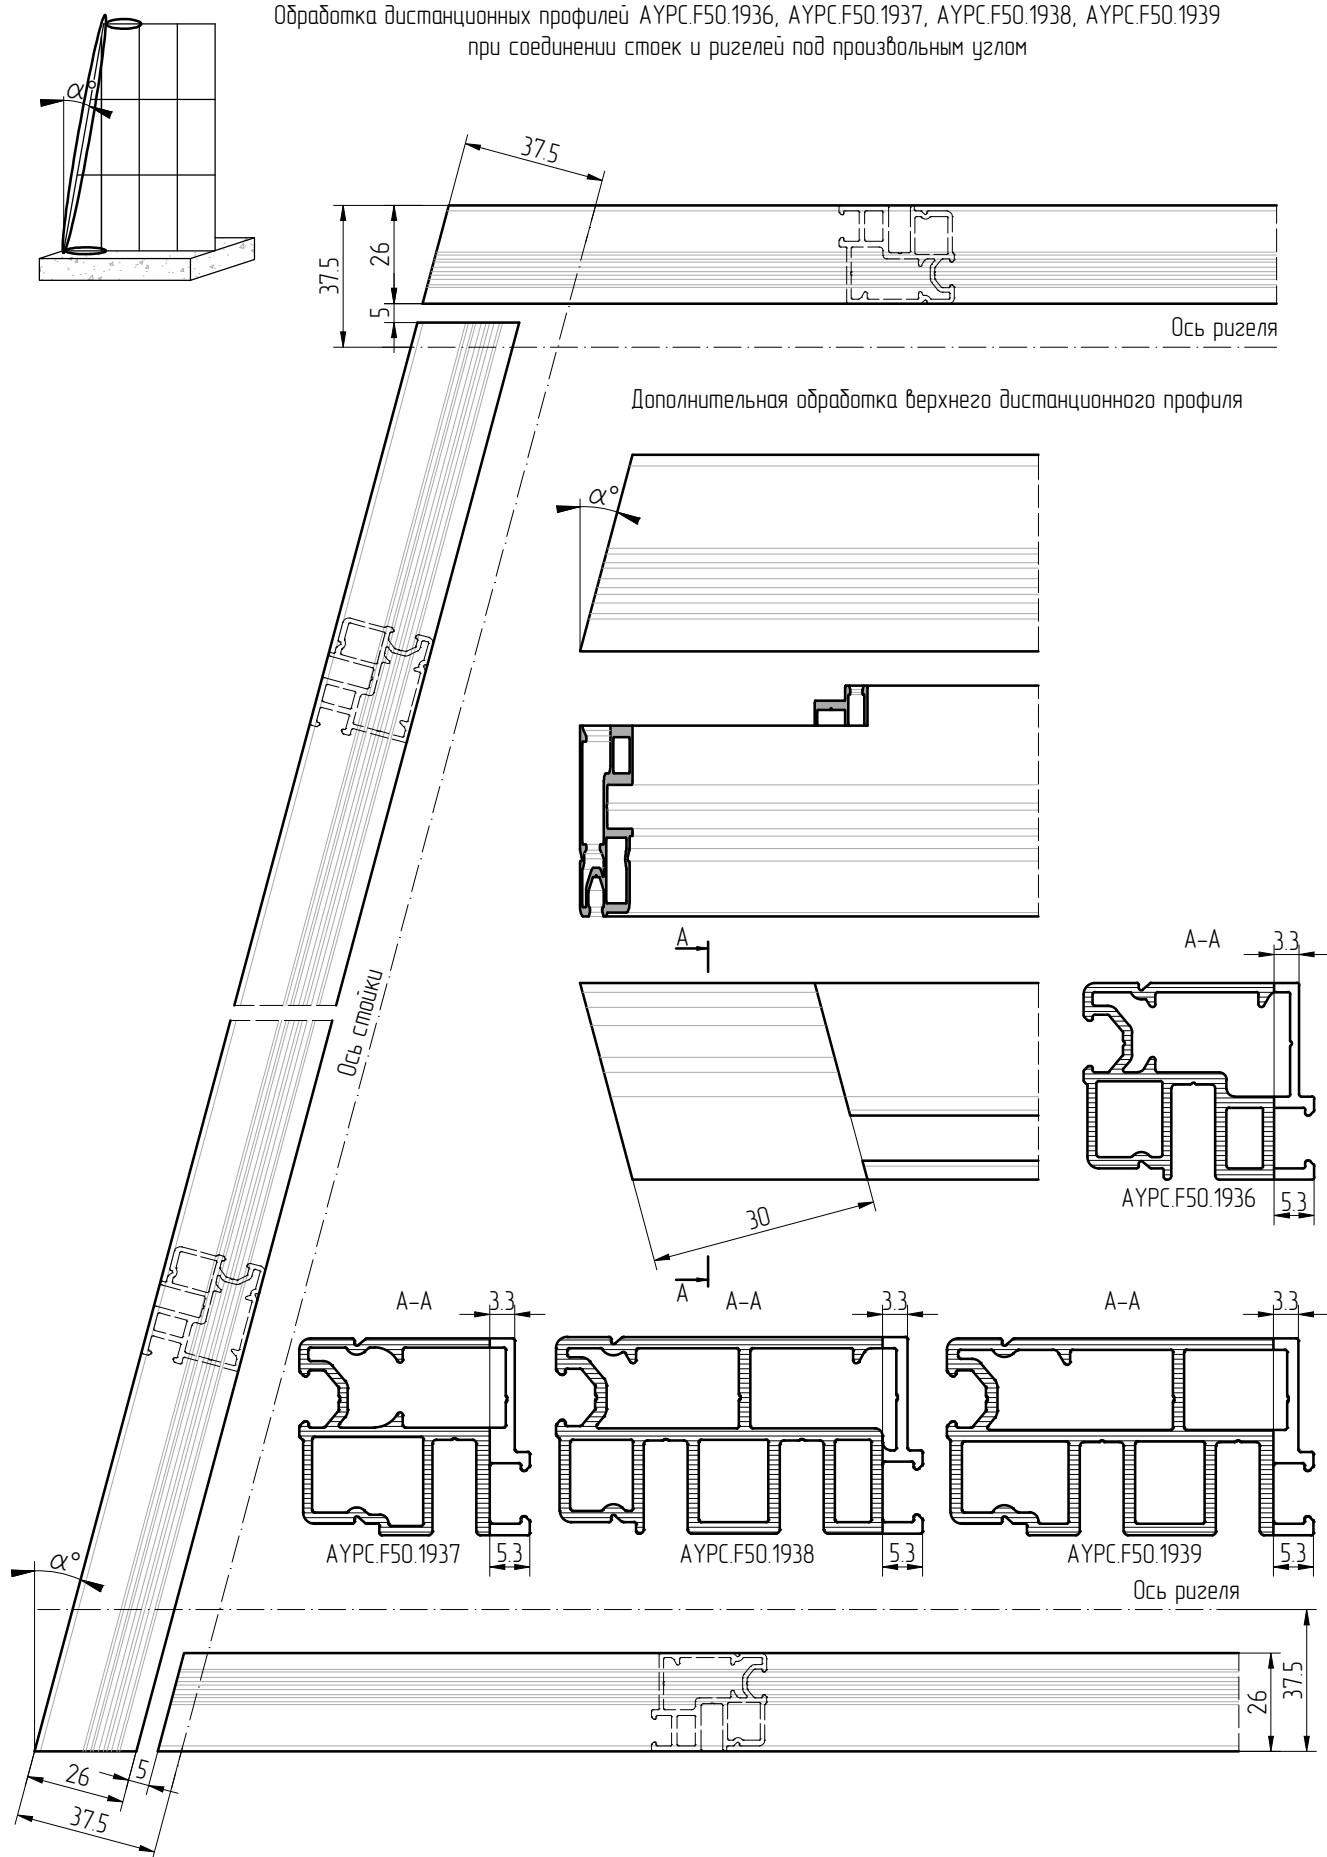 Обработка дистанционных профилей AYPC.F50.1936, AYPC.F50.1937, AYPC.F50.1938, AYPC.F50.1939
при соединении стоек и ригелей под произвольным углом
α°
37.5
37.5
26
5
Ось ригеля
Дополнительная обработка верхнего дистанционного профиля
α°
Ось стойки
A
A-A
3.3
AYPC.F50.1936
5.3
30
A
A-A
3.3
A-A
3.3
A-A
3.3
AYPC.F50.1937
5.3
AYPC.F50.1938
5.3
AYPC.F50.1939
5.3
α°
Ось ригеля
26
37.5
26
5
37.5